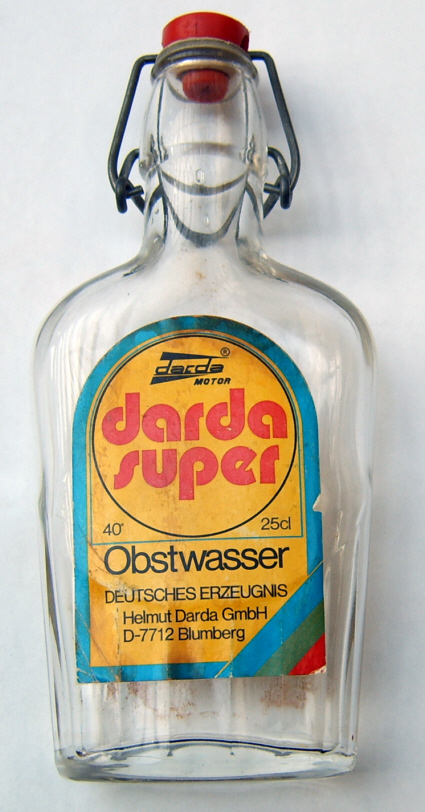 darda®
MOTOR
darda
super
40° 25cl
Obstwasser
DEUTSCHES ERZEUGNIS
Helmut Darda GmbH
D-7712 Blumberg